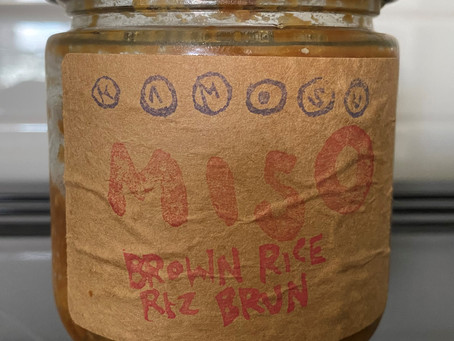 KAMOSU
MISO
BROWN RICE
RIZ BRUN